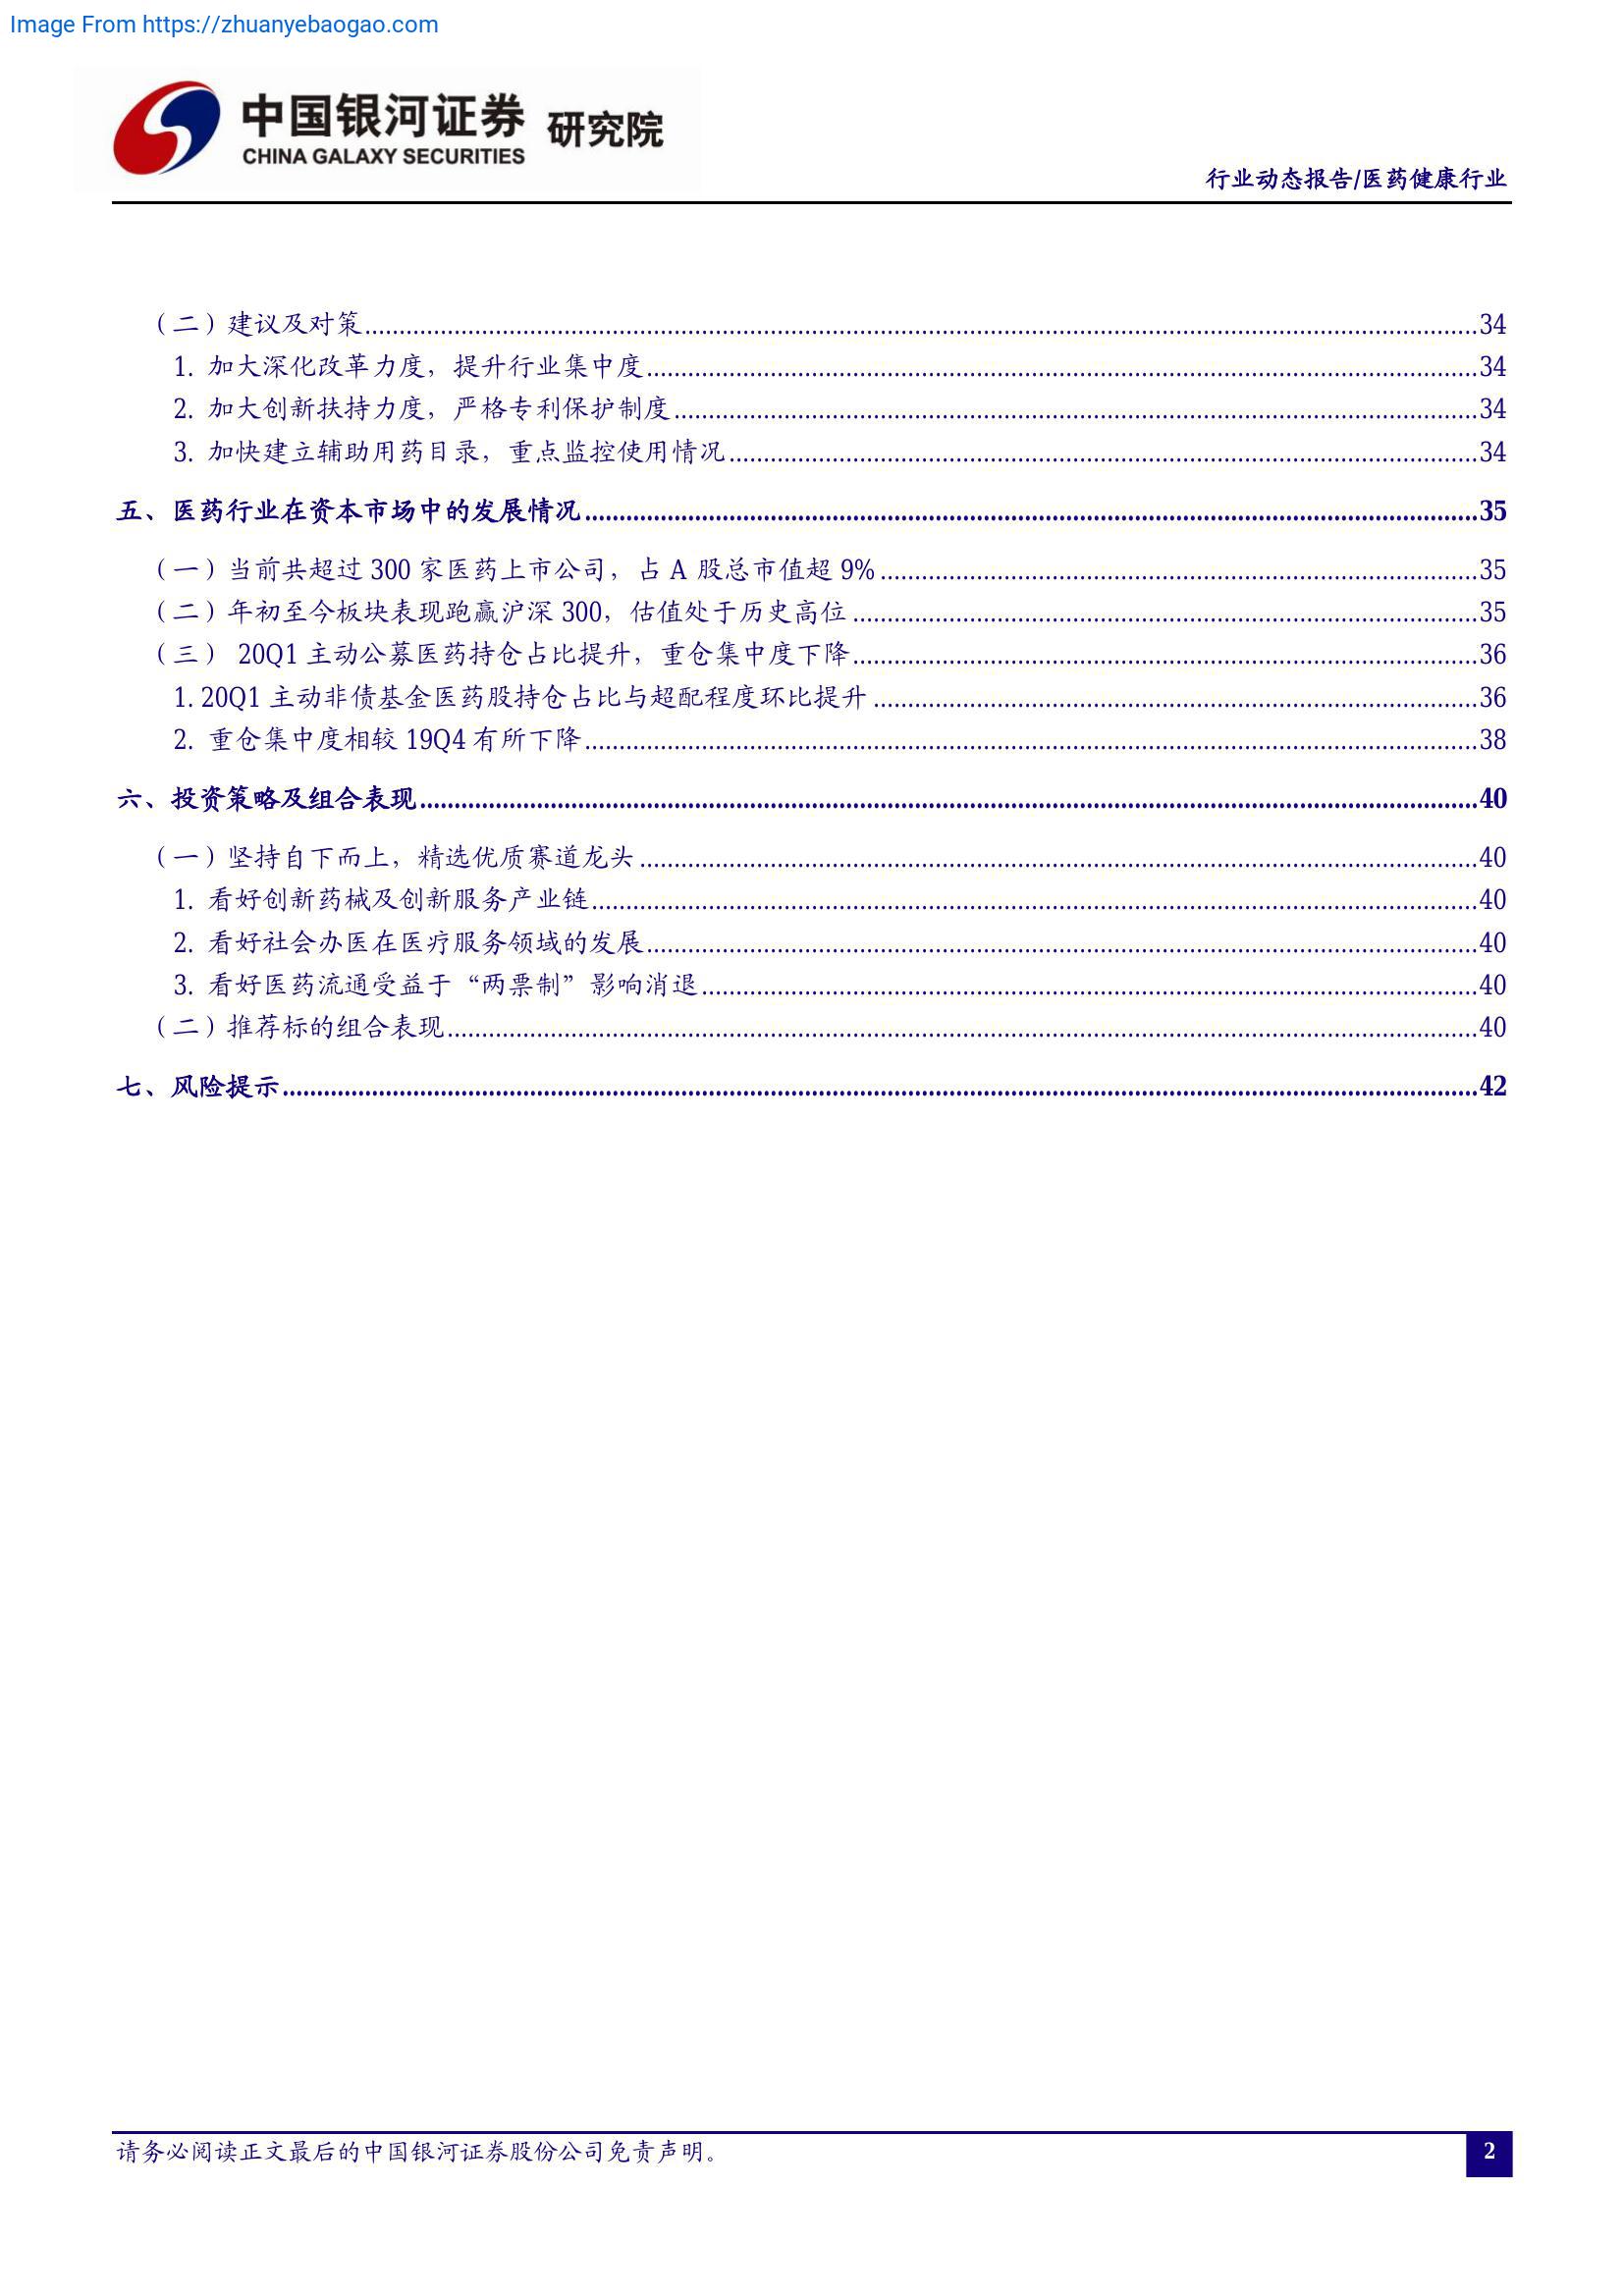 Image From https://zhuanyebaogao.com
中国银河证券 研究院
CHINA GALAXY SECURITIES
行业动态报告/医药健康行业
（二）建议及对策........34
1. 加大深化改革力度，提升行业集中度........34
2. 加大创新扶持力度，严格专利保护制度........34
3. 加快建立辅助用药目录，重点监控使用情况........34
五、医药行业在资本市场中的发展情况........35
（一）当前共超过 300 家医药上市公司，占 A 股总市值超 9%........35
（二）年初至今板块表现跑赢沪深 300，估值处于历史高位........35
（三） 20Q1 主动公募医药持仓占比提升，重仓集中度下降........36
1. 20Q1 主动非债基金医药股持仓占比与超配程度环比提升........36
2. 重仓集中度相较 19Q4 有所下降........38
六、投资策略及组合表现........40
（一）坚持自下而上，精选优质赛道龙头........40
1. 看好创新药械及创新服务产业链........40
2. 看好社会办医在医疗服务领域的发展........40
3. 看好医药流通受益于“两票制”影响消退........40
（二）推荐标的组合表现........40
七、风险提示........42
请务必阅读正文最后的中国银河证券股份公司免责声明。
2